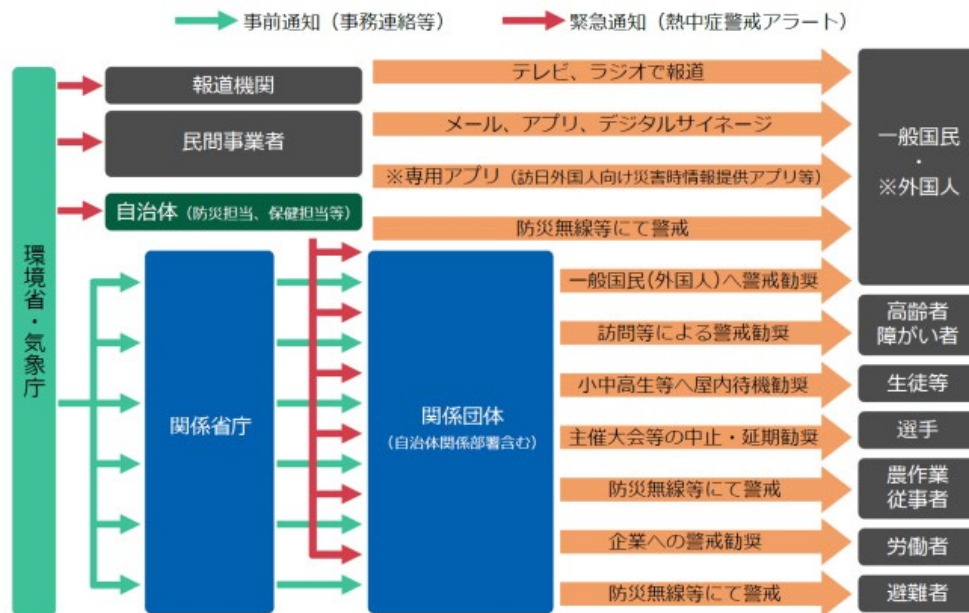 事前通知（事務連絡等）
緊急通知（熱中症警戒アラート）
環境省・気象庁
報道機関
民間事業者
自治体（防災担当、保健担当等）
関係省庁
関係団体
（自治体関係部署含む）
テレビ、ラジオで報道
メール、アプリ、デジタルサイネージ
※専用アプリ（訪日外国人向け災害時情報提供アプリ等）
防災無線等にて警戒
一般国民(外国人)へ警戒勧奨
訪問等による警戒勧奨
小中高生等へ屋内待機勧奨
主催大会等の中止・延期勧奨
防災無線等にて警戒
企業への警戒勧奨
防災無線等にて警戒
一般国民
・
※外国人
高齢者
障がい者
生徒等
選手
農作業
従事者
労働者
避難者